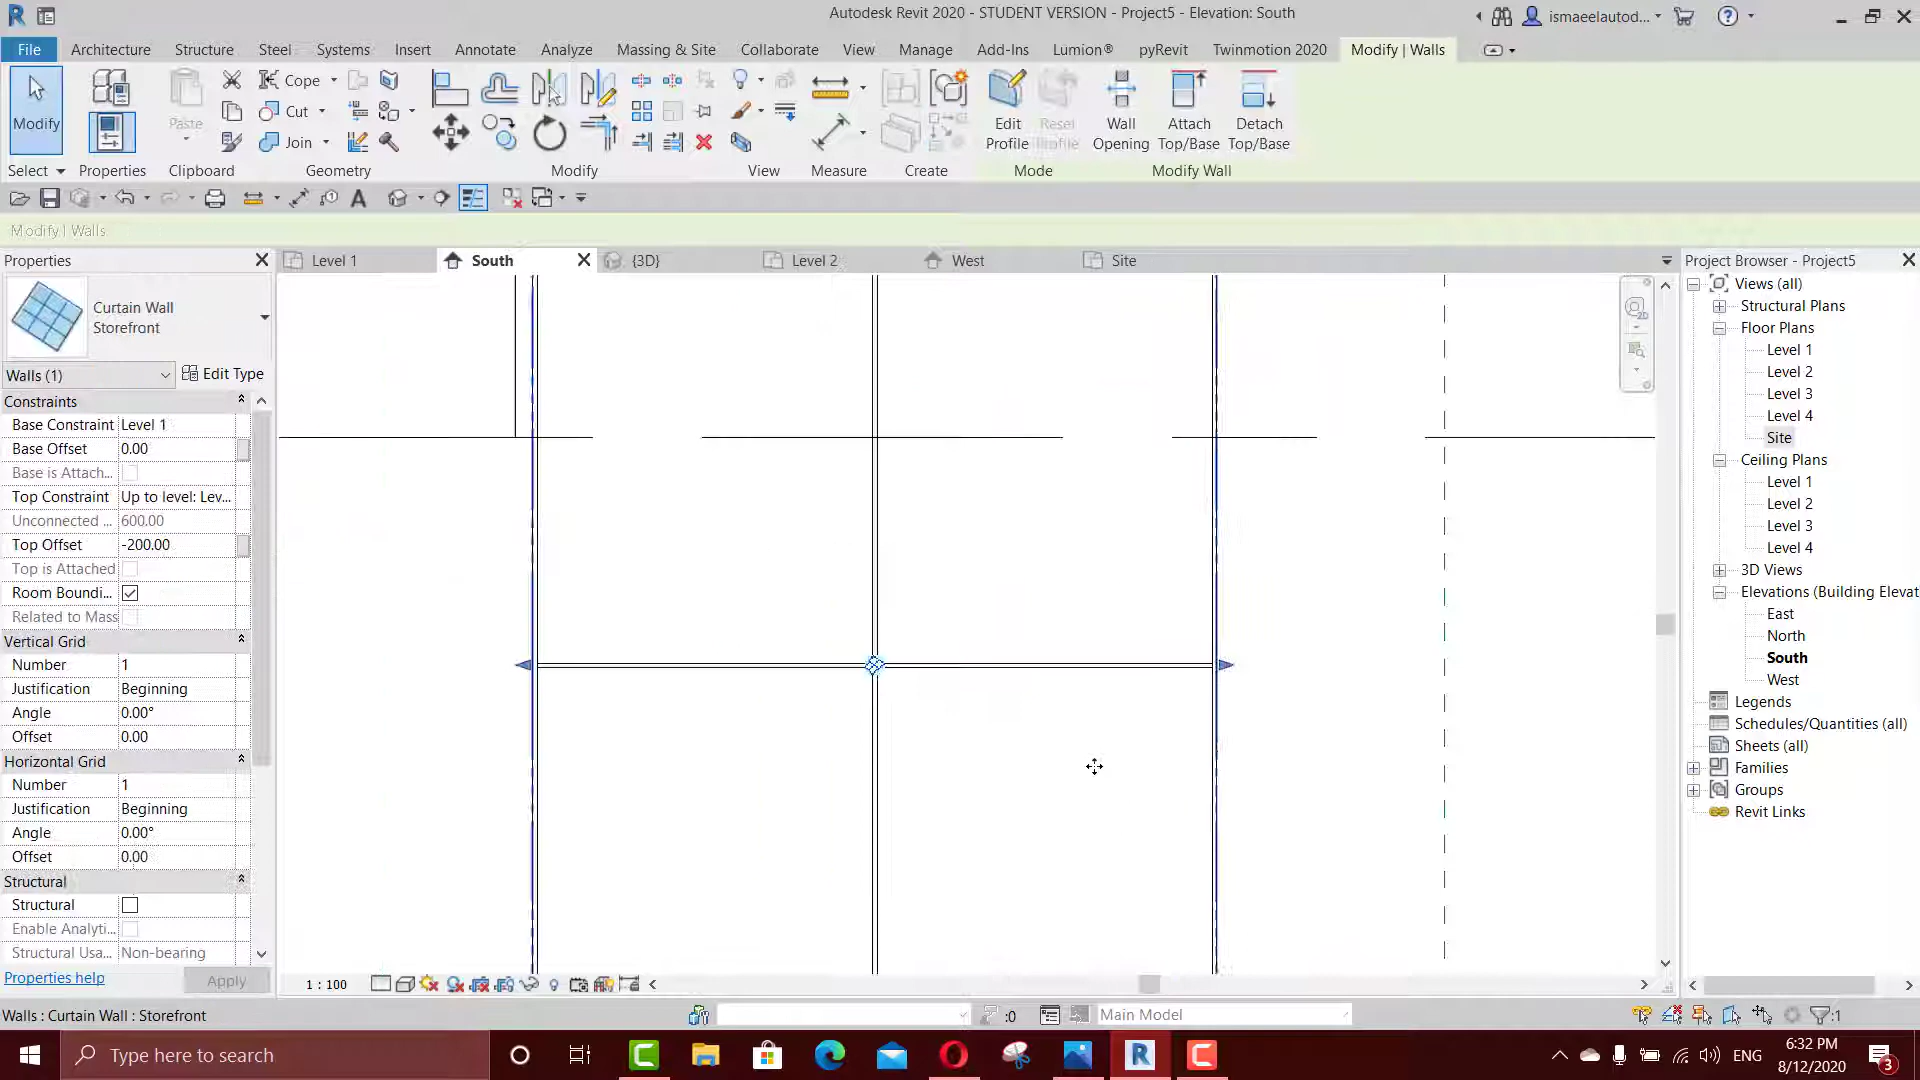 Autodesk Revit 2020 - STUDENT VERSION - Project5 - Elevation: South
ismaeelautod...
File Architecture Structure Steel Systems Insert Annotate Analyze Massing & Site Collaborate View Manage Add-Ins Lumion® pyRevit Twinmotion 2020 Modify | Walls
Modify
Paste
Cope
Cut
Join
Edit Profile
Reset Profile
Wall Opening
Attach Top/Base
Detach Top/Base
Select Properties Clipboard Geometry Modify View Measure Create Mode Modify Wall
Modify | Walls
Properties
Level 1 South {3D} Level 2 West Site
Project Browser - Project5
Curtain Wall
Storefront
Walls (1) Edit Type
Constraints
Base Constraint Level 1
Base Offset 0.00
Base is Attach...
Top Constraint Up to level: Lev...
Unconnected ... 600.00
Top Offset -200.00
Top is Attached
Room Boundi...
Related to Mass
Vertical Grid
Number 1
Justification Beginning
Angle 0.00°
Offset 0.00
Horizontal Grid
Number 1
Justification Beginning
Angle 0.00°
Offset 0.00
Structural
Structural
Enable Analyti...
Structural Usa... Non-bearing
Properties help Apply
Views (all)
Structural Plans
Floor Plans
Level 1
Level 2
Level 3
Level 4
Site
Ceiling Plans
Level 1
Level 2
Level 3
Level 4
3D Views
Elevations (Building Elevat
East
North
South
West
Legends
Schedules/Quantities (all)
Sheets (all)
Families
Groups
Revit Links
2D
1 : 100
Walls : Curtain Wall : Storefront
:0
Main Model
:1
Type here to search
ENG
6:32 PM
8/12/2020
3